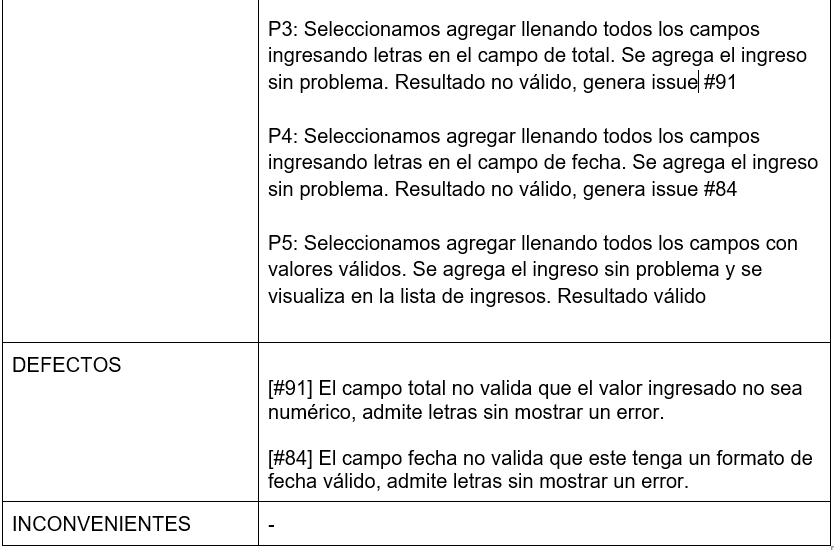 P3: Seleccionamos agregar llenando todos los campos
ingresando letras en el campo de total. Se agrega el ingreso
sin problema. Resultado no válido, genera issue #91
P4: Seleccionamos agregar llenando todos los campos
ingresando letras en el campo de fecha. Se agrega el ingreso
sin problema. Resultado no válido, genera issue #84
P5: Seleccionamos agregar llenando todos los campos con
valores válidos. Se agrega el ingreso sin problema y se
visualiza en la lista de ingresos. Resultado válido
DEFECTOS
[#91] El campo total no valida que el valor ingresado no sea
numérico, admite letras sin mostrar un error.
[#84] El campo fecha no valida que este tenga un formato de
fecha válido, admite letras sin mostrar un error.
INCONVENIENTES
-